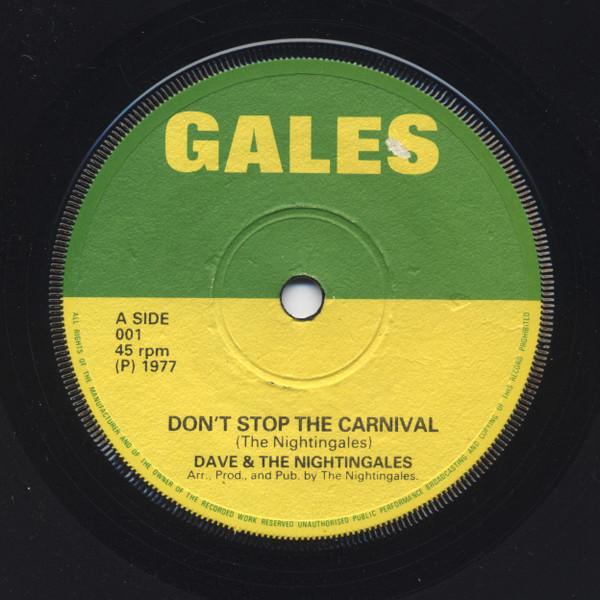 GALES
A SIDE
001
45 rpm
(P) 1977
DON'T STOP THE CARNIVAL
(The Nightingales)
DAVE & THE NIGHTINGALES
Arr., Prod., and Pub. by The Nightingales.
ALL RIGHTS OF THE MANUFACTURER AND OF THE OWNER OF THE RECORDED WORK RESERVED UNAUTHORISED PUBLIC PERFORMANCE BROADCASTING AND COPYING OF THIS RECORD PROHIBITED